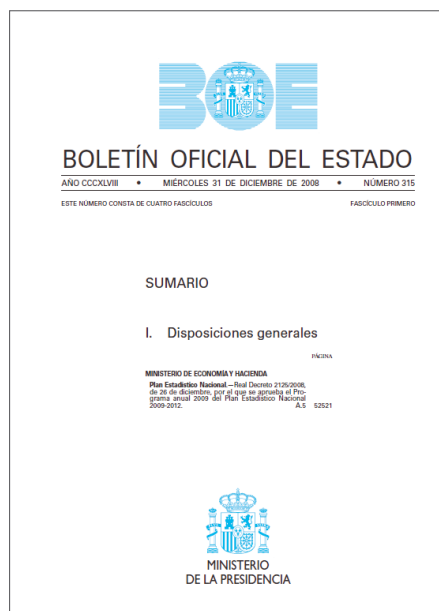 BOE
BOLETÍN OFICIAL DEL ESTADO
AÑO CCCXLVIII • MIÉRCOLES 31 DE DICIEMBRE DE 2008 • NÚMERO 315
ESTE NÚMERO CONSTA DE CUATRO FASCÍCULOS FASCÍCULO PRIMERO
SUMARIO
I. Disposiciones generales
PÁGINA
MINISTERIO DE ECONOMÍA Y HACIENDA
Plan Estadístico Nacional.—Real Decreto 2125/2008,
de 26 de diciembre, por el que se aprueba el Pro-
grama anual 2009 del Plan Estadístico Nacional
2009-2012. A.5 52521
MINISTERIO
DE LA PRESIDENCIA